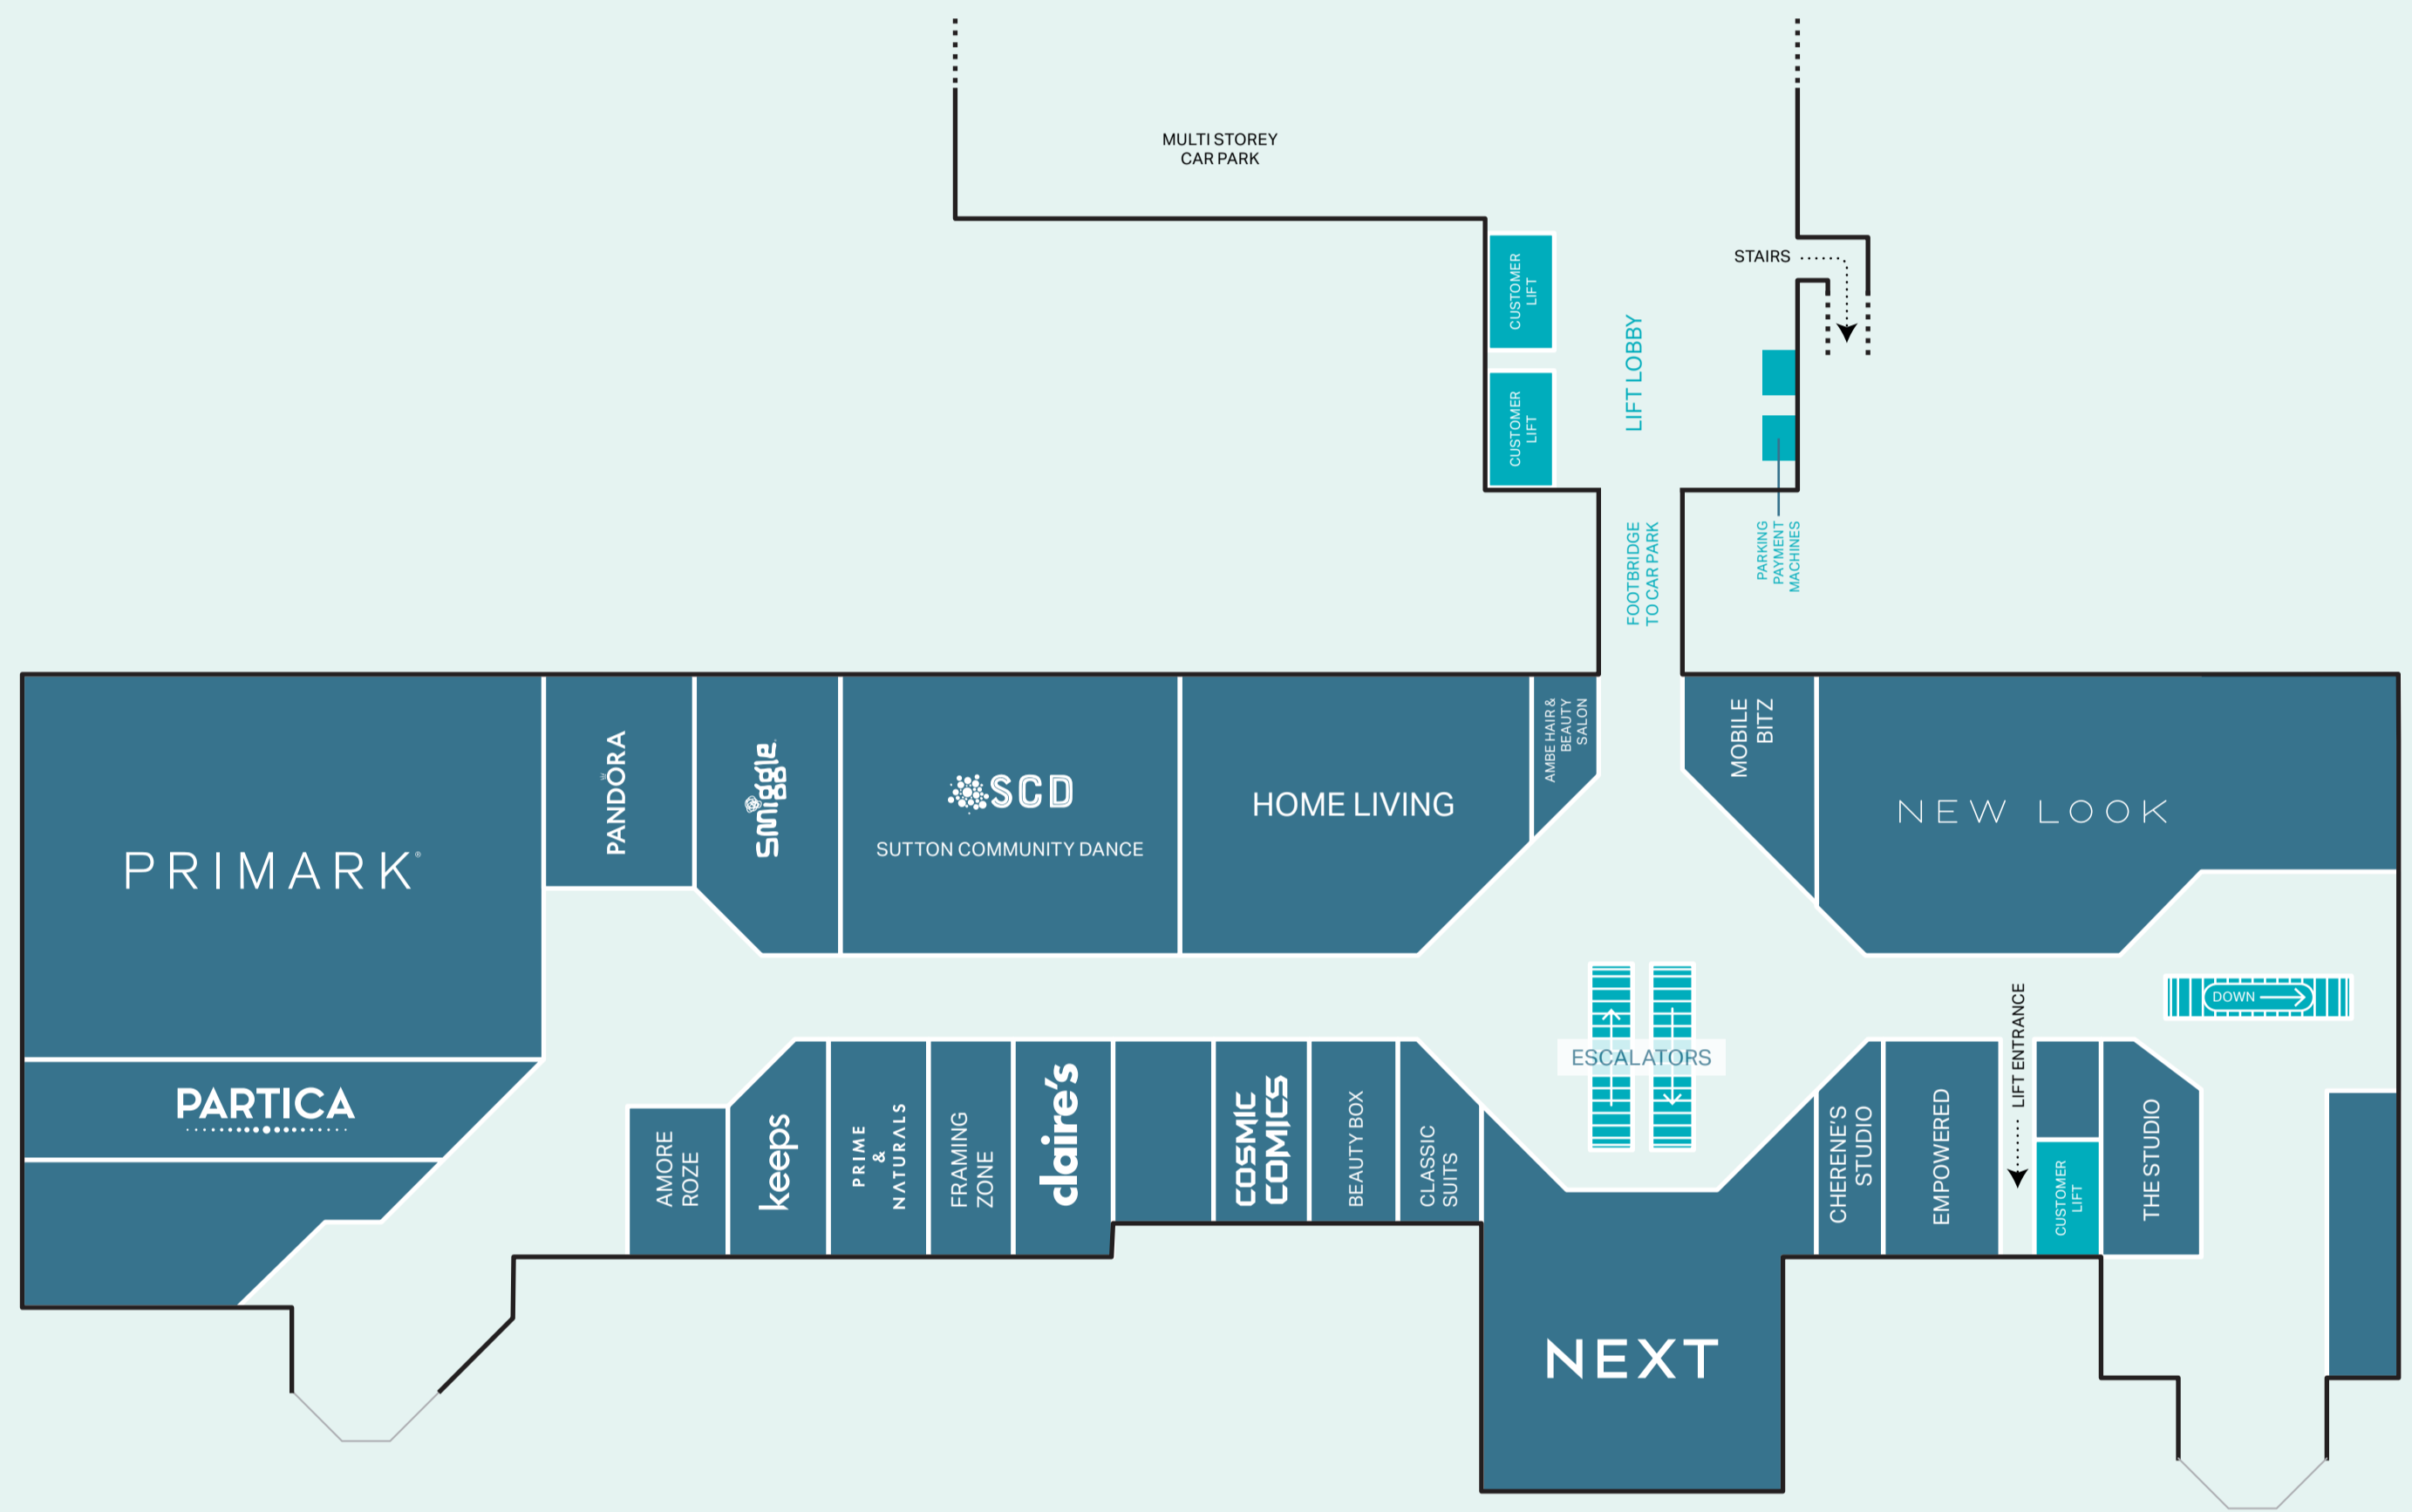 MULTI STOREY
CAR PARK
CUSTOMER
LIFT
CUSTOMER
LIFT
LIFT LOBBY
STAIRS
FOOTBRIDGE
TO CAR PARK
PARKING
PAYMENT
MACHINES
PRIMARK®
PANDORA
smiggle
SCD
SUTTON COMMUNITY DANCE
HOME LIVING
AMBE HAIR &
BEAUTY
SALON
MOBILE
BITZ
NEW LOOK
DOWN
ESCALATORS
LIFT ENTRANCE
PARTICA
AMORE
ROZE
keeps
PRIME
&
NATURALS
FRAMING
ZONE
claire's
COSMIC
COMICS
BEAUTY BOX
CLASSIC
SUITS
NEXT
CHERENE'S
STUDIO
EMPOWERED
CUSTOMER
LIFT
THE STUDIO